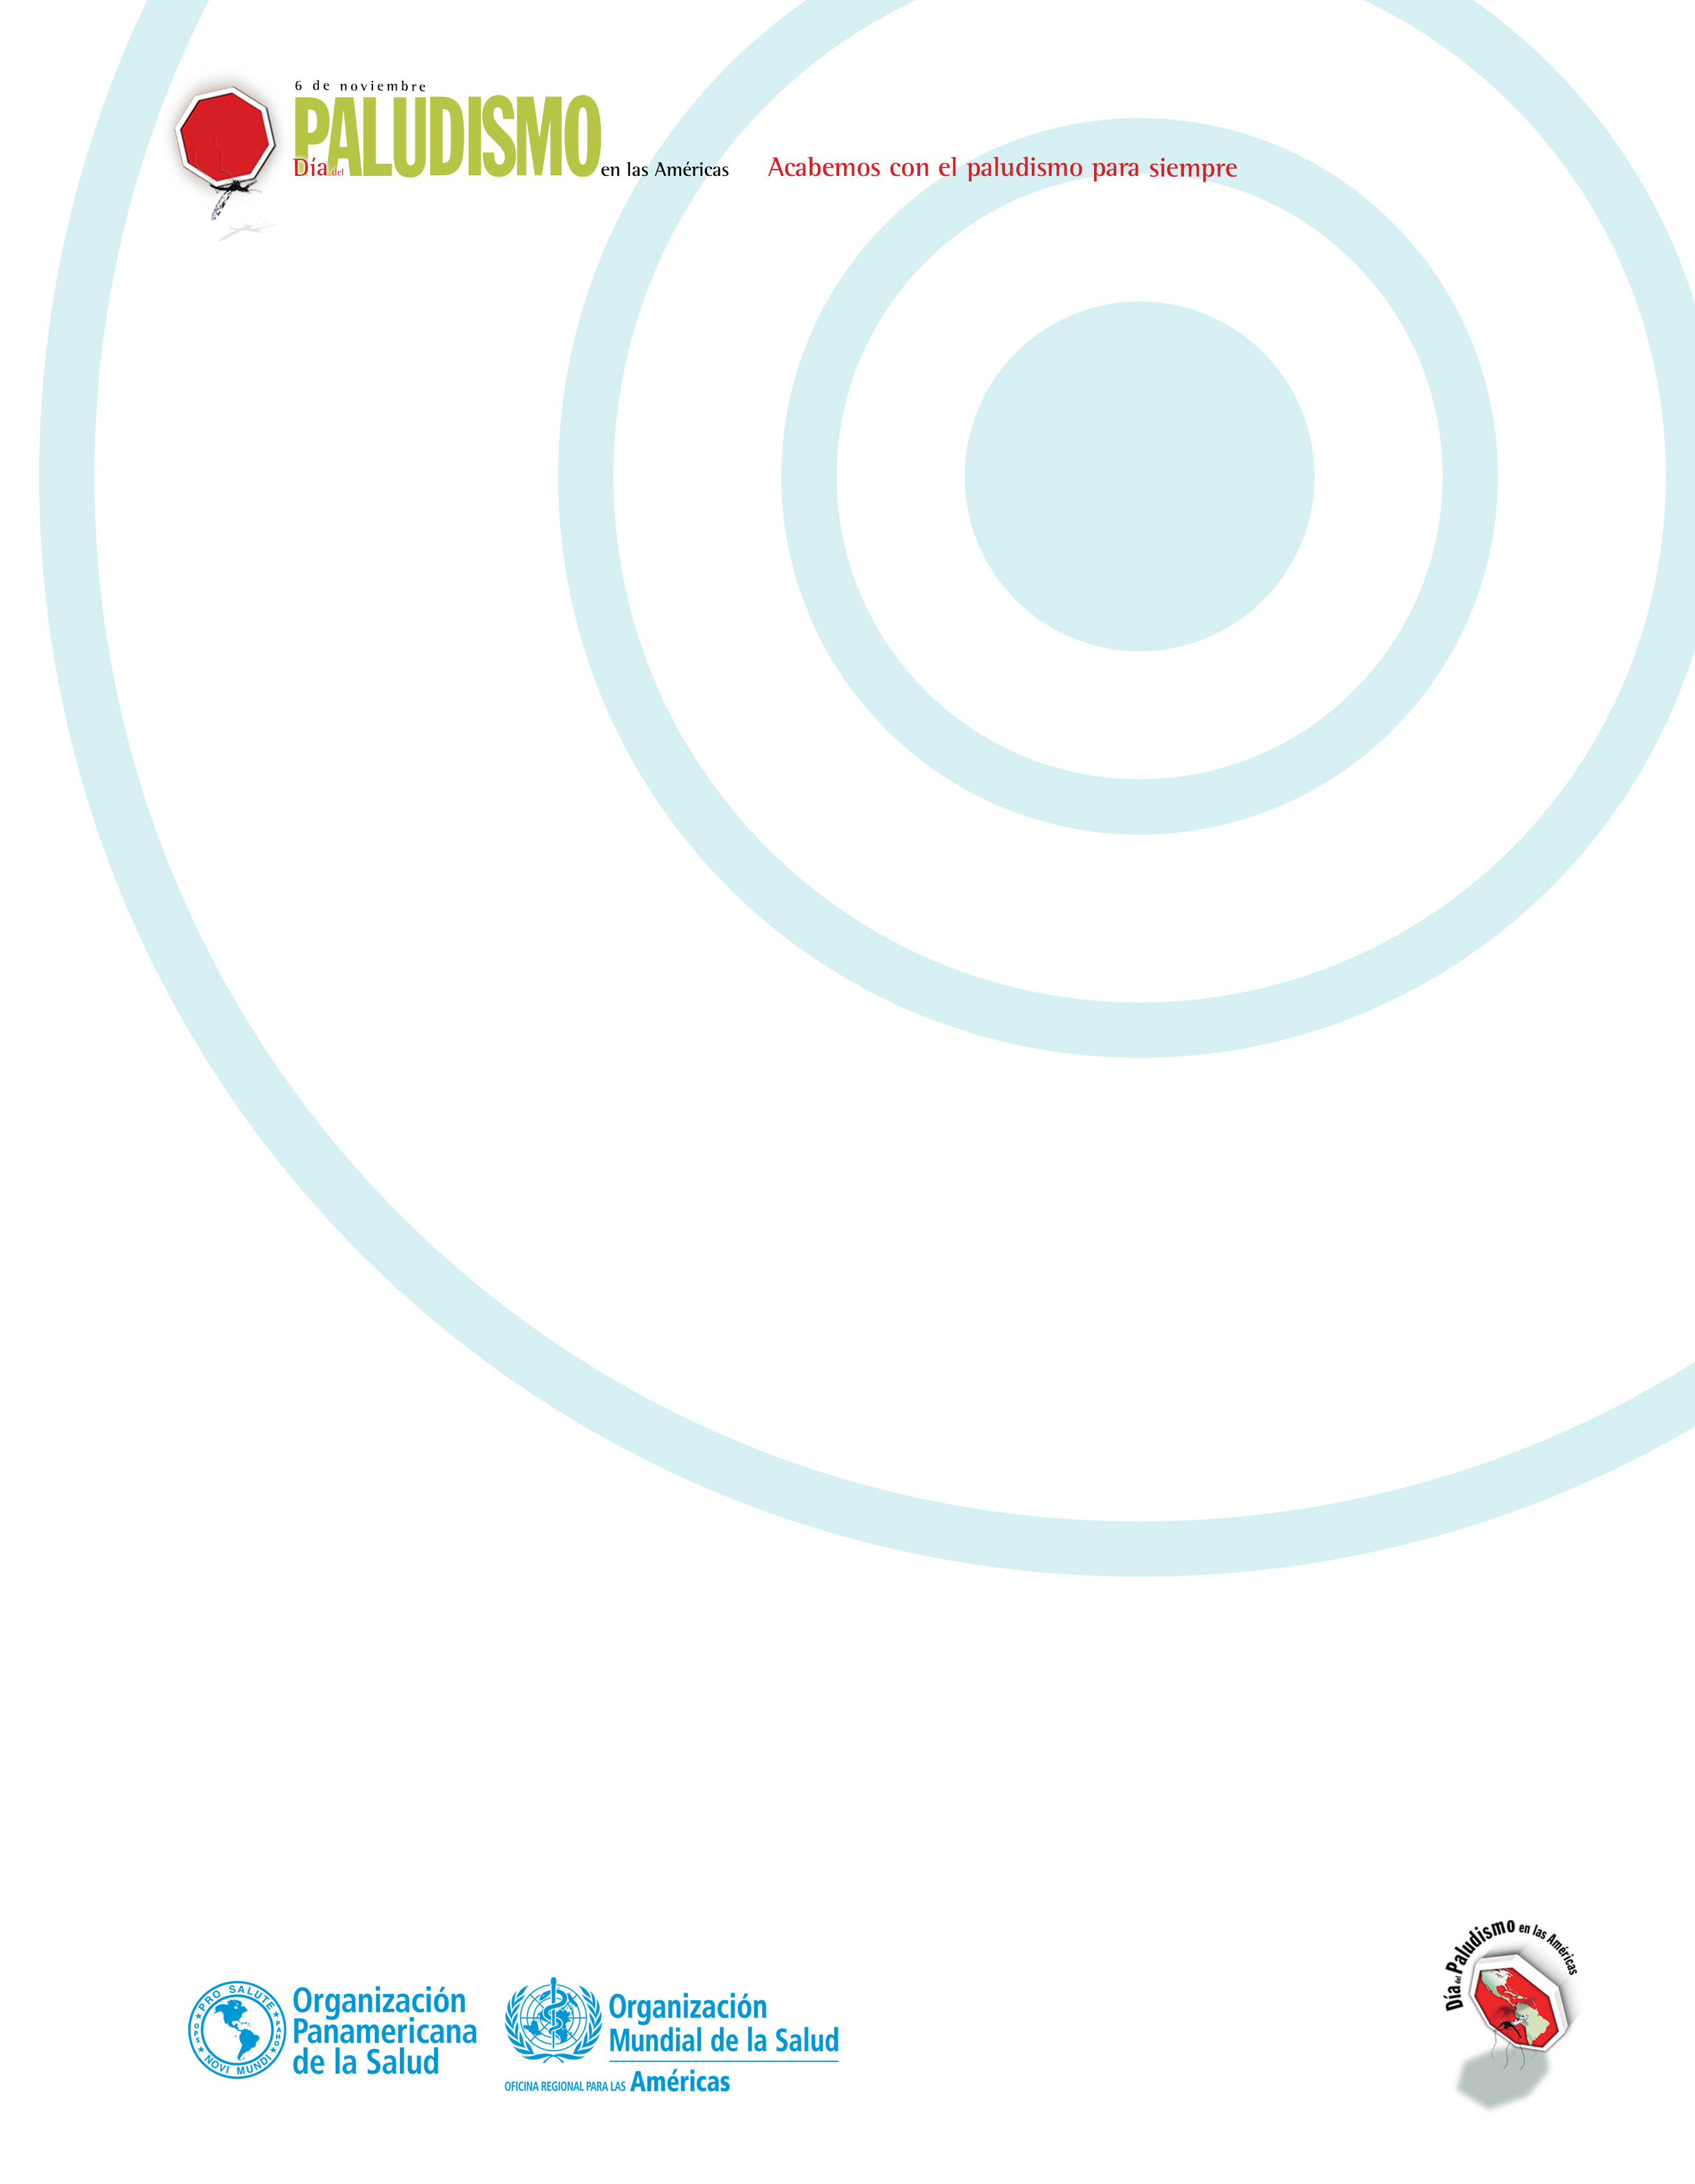 6 de noviembre
Día del PALUDISMO en las Américas
Acabemos con el paludismo para siempre
Día del Paludismo en las Américas
PRO SALUTE
OPS
PAHO
NOVI MUNDI
Organización
Panamericana
de la Salud
Organización
Mundial de la Salud
OFICINA REGIONAL PARA LAS Américas